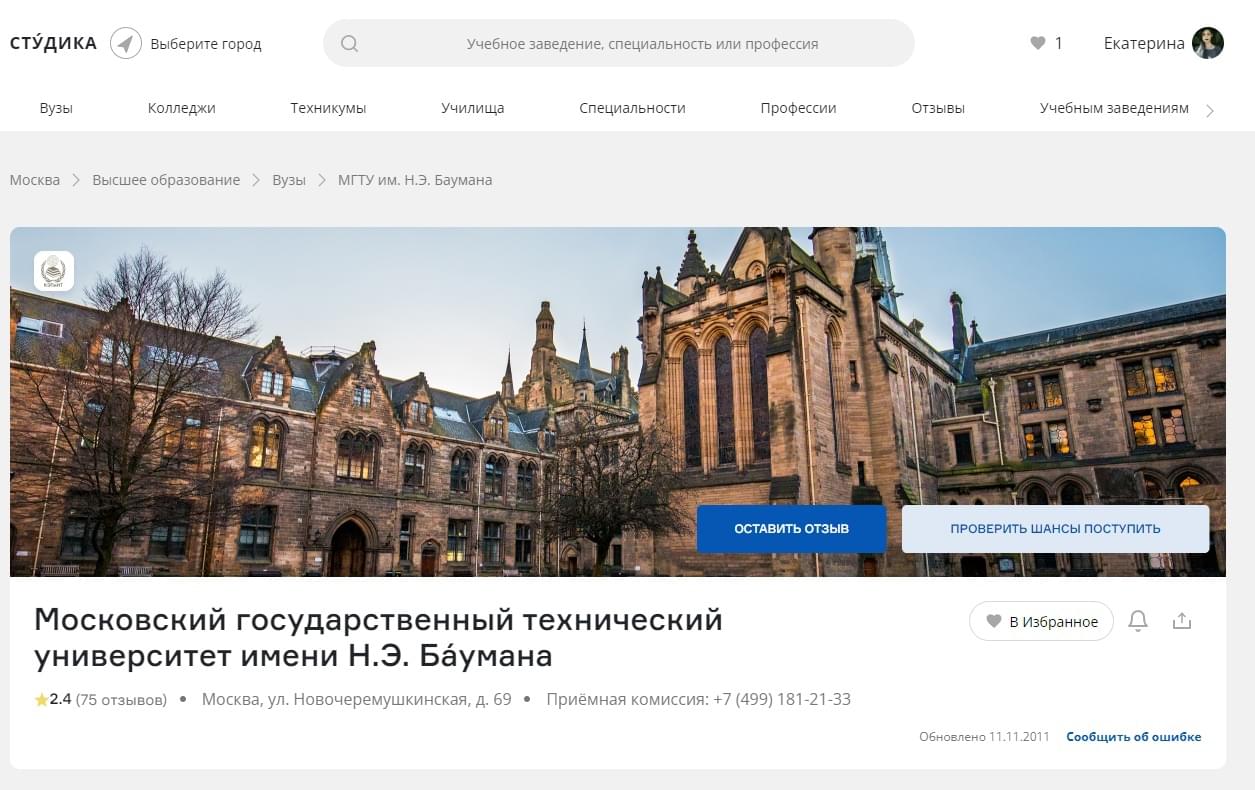 СТУ́ДИКА
Выберите город
Учебное заведение, специальность или профессия
1
Екатерина
Вузы
Колледжи
Техникумы
Училища
Специальности
Профессии
Отзывы
Учебным заведениям
Москва
Высшее образование
Вузы
МГТУ им. Н.Э. Баумана
ОСТАВИТЬ ОТЗЫВ
ПРОВЕРИТЬ ШАНСЫ ПОСТУПИТЬ
Московский государственный технический
университет имени Н.Э. Ба́умана
В Избранное
2.4 (75 отзывов) • Москва, ул. Новочеремушкинская, д. 69 • Приёмная комиссия: +7 (499) 181-21-33
Обновлено 11.11.2011
Сообщить об ошибке